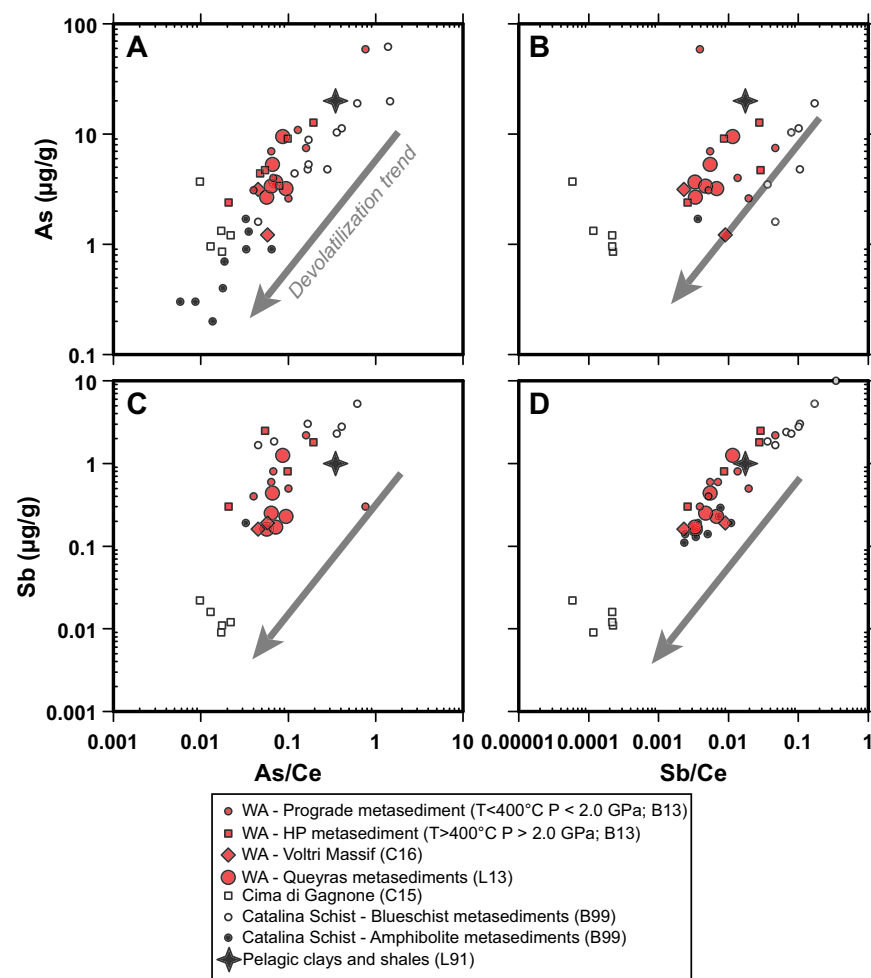 A
B
100
10
1
0.1
As (µg/g)
Devolatilization trend
C
D
10
1
0.1
0.01
0.001
Sb (µg/g)
0.001 0.01 0.1 1 10
0.00001 0.0001 0.001 0.01 0.1 1
As/Ce
Sb/Ce
WA - Prograde metasediment (T<400°C P < 2.0 GPa; B13)
WA - HP metasediment (T>400°C P > 2.0 GPa; B13)
WA - Voltri Massif (C16)
WA - Queyras metasediments (L13)
Cima di Gagnone (C15)
Catalina Schist - Blueschist metasediments (B99)
Catalina Schist - Amphibolite metasediments (B99)
Pelagic clays and shales (L91)